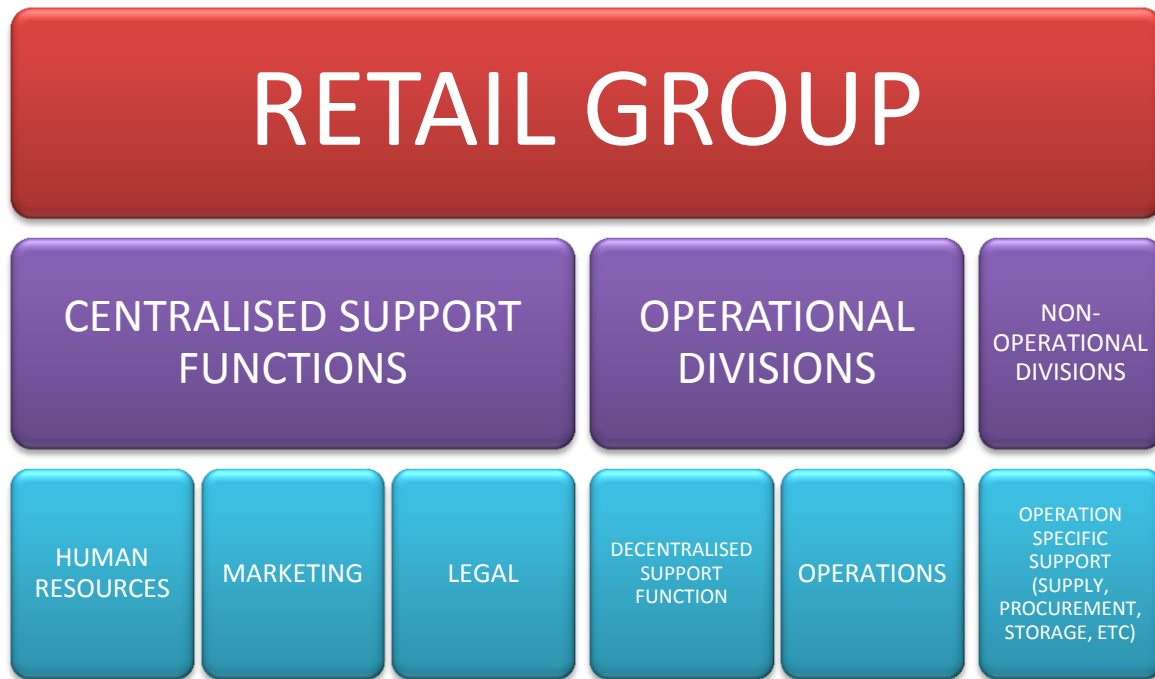 RETAIL GROUP
CENTRALISED SUPPORT
FUNCTIONS
OPERATIONAL
DIVISIONS
NON-
OPERATIONAL
DIVISIONS
HUMAN
RESOURCES
MARKETING
LEGAL
DECENTRALISED
SUPPORT
FUNCTION
OPERATIONS
OPERATION
SPECIFIC
SUPPORT
(SUPPLY,
PROCUREMENT,
STORAGE, ETC)